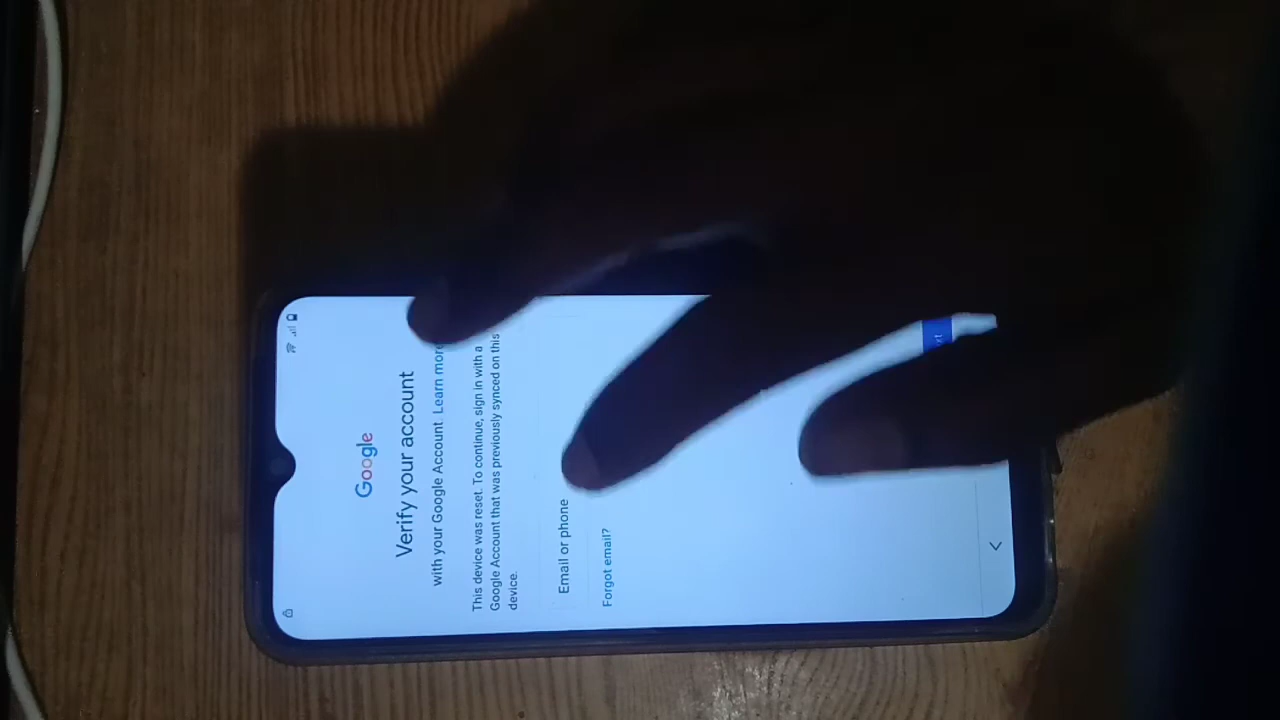 Google
Verify your account
with your Google Account. Learn more
This device was reset. To continue, sign in with a
Google Account that was previously synced on this
device.
Email or phone
Forgot email?